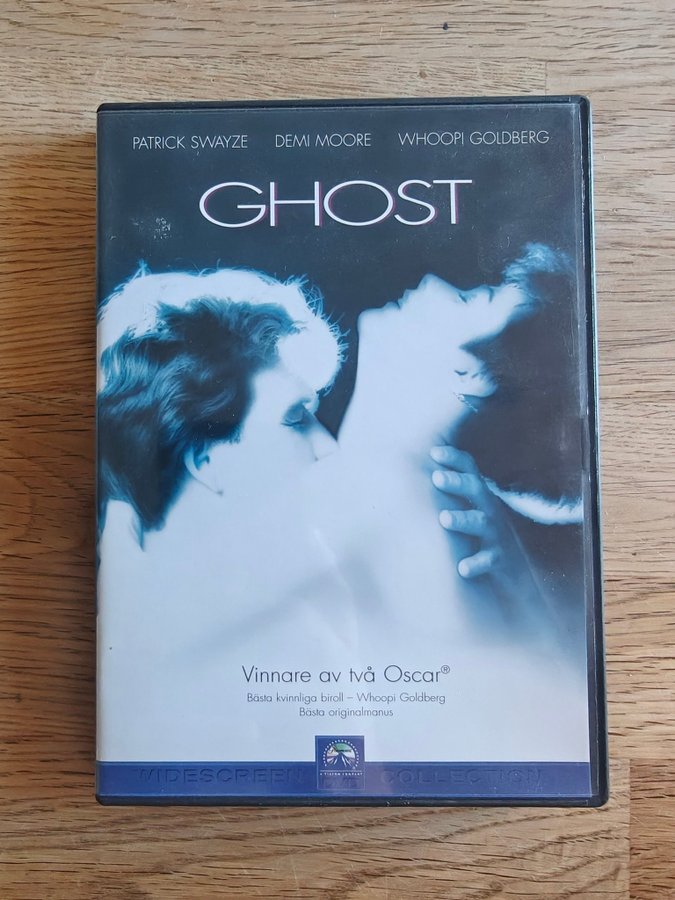 PATRICK SWAYZE DEMI MOORE WHOOPI GOLDBERG
GHOST
Vinnare av två Oscar®
Bästa kvinnliga biroll – Whoopi Goldberg
Bästa originalmanus
WIDESCREEN COLLECTION
DVD